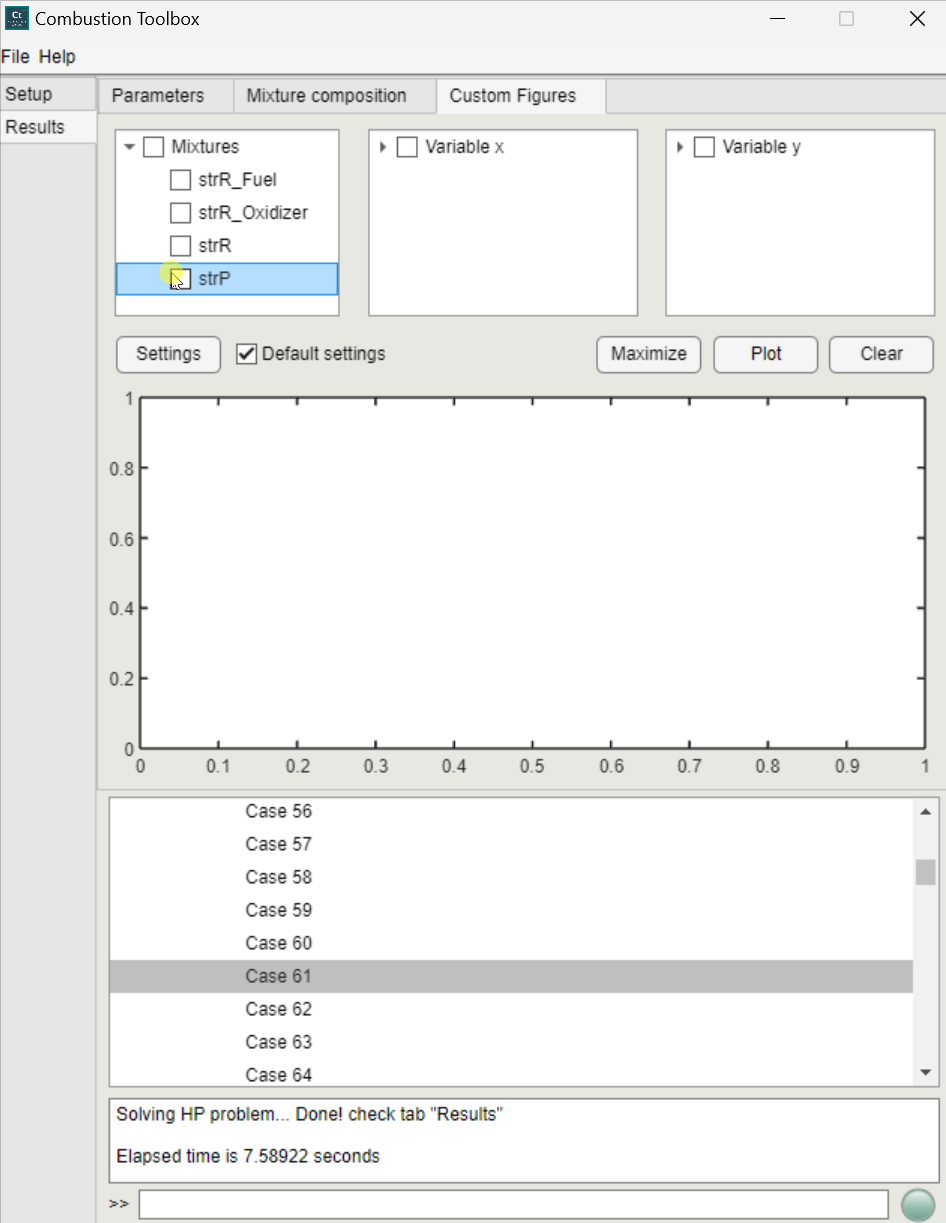 Ct
Combustion Toolbox
File Help
Setup
Results
Parameters
Mixture composition
Custom Figures
Mixtures
strR_Fuel
strR_Oxidizer
strR
strP
Variable x
Variable y
Settings
Default settings
Maximize
Plot
Clear
1
0.8
0.6
0.4
0.2
0
0 0.1 0.2 0.3 0.4 0.5 0.6 0.7 0.8 0.9 1
Case 56
Case 57
Case 58
Case 59
Case 60
Case 61
Case 62
Case 63
Case 64
Solving HP problem... Done! check tab "Results"
Elapsed time is 7.58922 seconds
>>